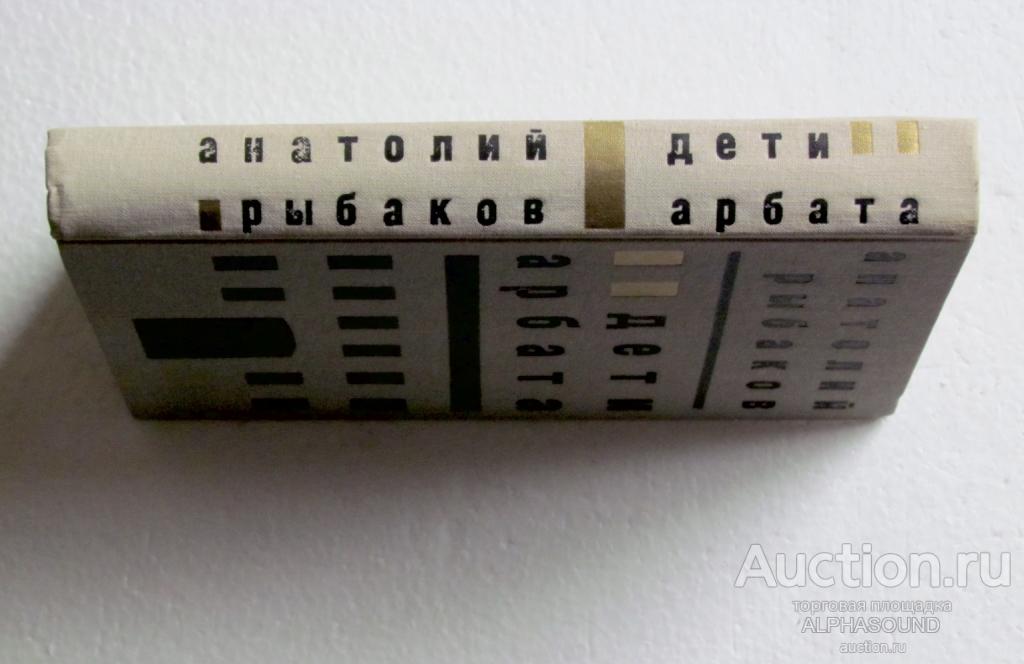 анатолий
рыбаков
дети
арбата
анатолий
рыбаков
дети
арбата
Auction.ru
торговая площадка
ALPHASOUND
auction.ru